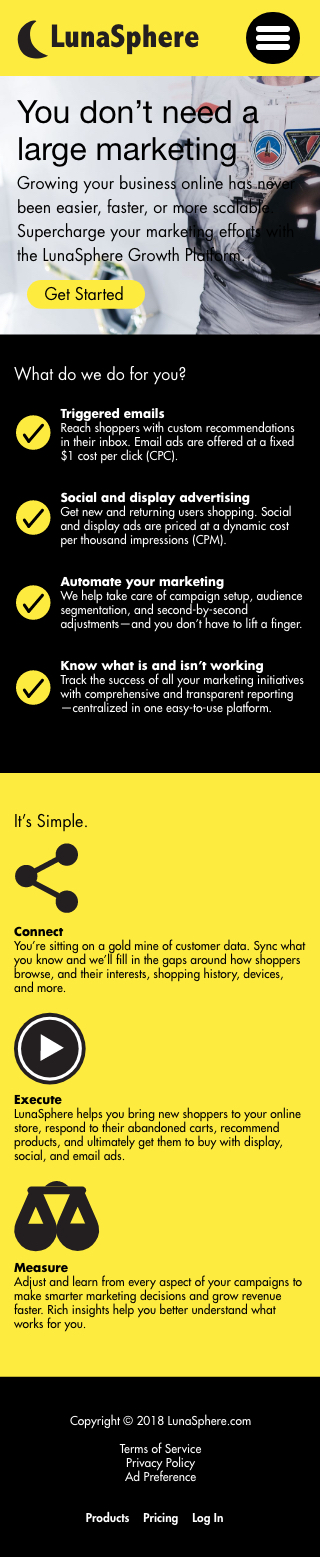 LunaSphere
You don't need a
large marketing
Growing your business online has never
been easier, faster, or more scalable.
Supercharge your marketing efforts with
the LunaSphere Growth Platform.
Get Started
What do we do for you?
Triggered emails
Reach shoppers with custom recommendations
in their inbox. Email ads are offered at a fixed
$1 cost per click (CPC).
Social and display advertising
Get new and returning users shopping. Social
and display ads are priced at a dynamic cost
per thousand impressions (CPM).
Automate your marketing
We help take care of campaign setup, audience
segmentation, and second-by-second
adjustments—and you don't have to lift a finger.
Know what is and isn't working
Track the success of all your marketing initiatives
with comprehensive and transparent reporting
—centralized in one easy-to-use platform.
It's Simple.
Connect
You're sitting on a gold mine of customer data. Sync what
you know and we'll fill in the gaps around how shoppers
browse, and their interests, shopping history, devices,
and more.
Execute
LunaSphere helps you bring new shoppers to your online
store, respond to their abandoned carts, recommend
products, and ultimately get them to buy with display,
social, and email ads.
Measure
Adjust and learn from every aspect of your campaigns to
make smarter marketing decisions and grow revenue
faster. Rich insights help you better understand what
works for you.
Copyright © 2018 LunaSphere.com
Terms of Service
Privacy Policy
Ad Preference
Products Pricing Log In